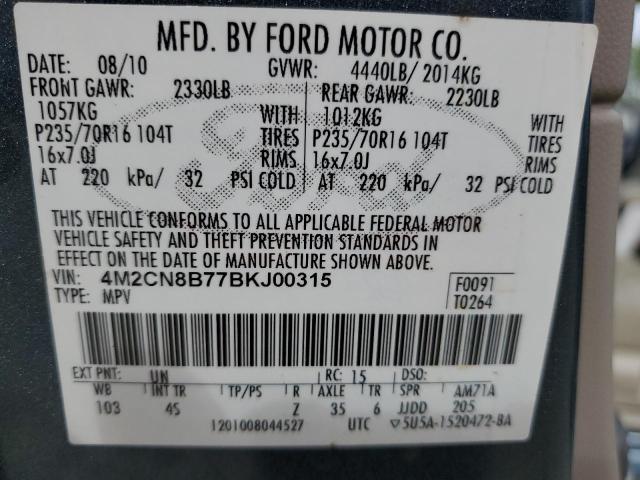 MFD. BY FORD MOTOR CO.
DATE: 08/10 GVWR: 4440LB/ 2014KG
FRONT GAWR: 2330LB REAR GAWR: 2230LB
1057KG WITH 1012KG WITH
P235/70R16 104T TIRES P235/70R16 104T TIRES
16x7.0J RIMS 16x7.0J RIMS
AT 220 kPa/ 32 PSI COLD AT 220 kPa/ 32 PSI COLD
Ford
THIS VEHICLE CONFORMS TO ALL APPLICABLE FEDERAL MOTOR
VEHICLE SAFETY AND THEFT PREVENTION STANDARDS IN
EFFECT ON THE DATE OF MANUFACTURE SHOWN ABOVE.
VIN: 4M2CN8B77BKJ00315 F0091
TYPE: MPV T0264
EXT PNT: UN RC: 15 DSO:
WB INT TR TP/PS R AXLE TR SPR AM71A
103 4S Z 35 6 JJDD 205
1201008044527 UTC ▽5U5A-1520472-BA